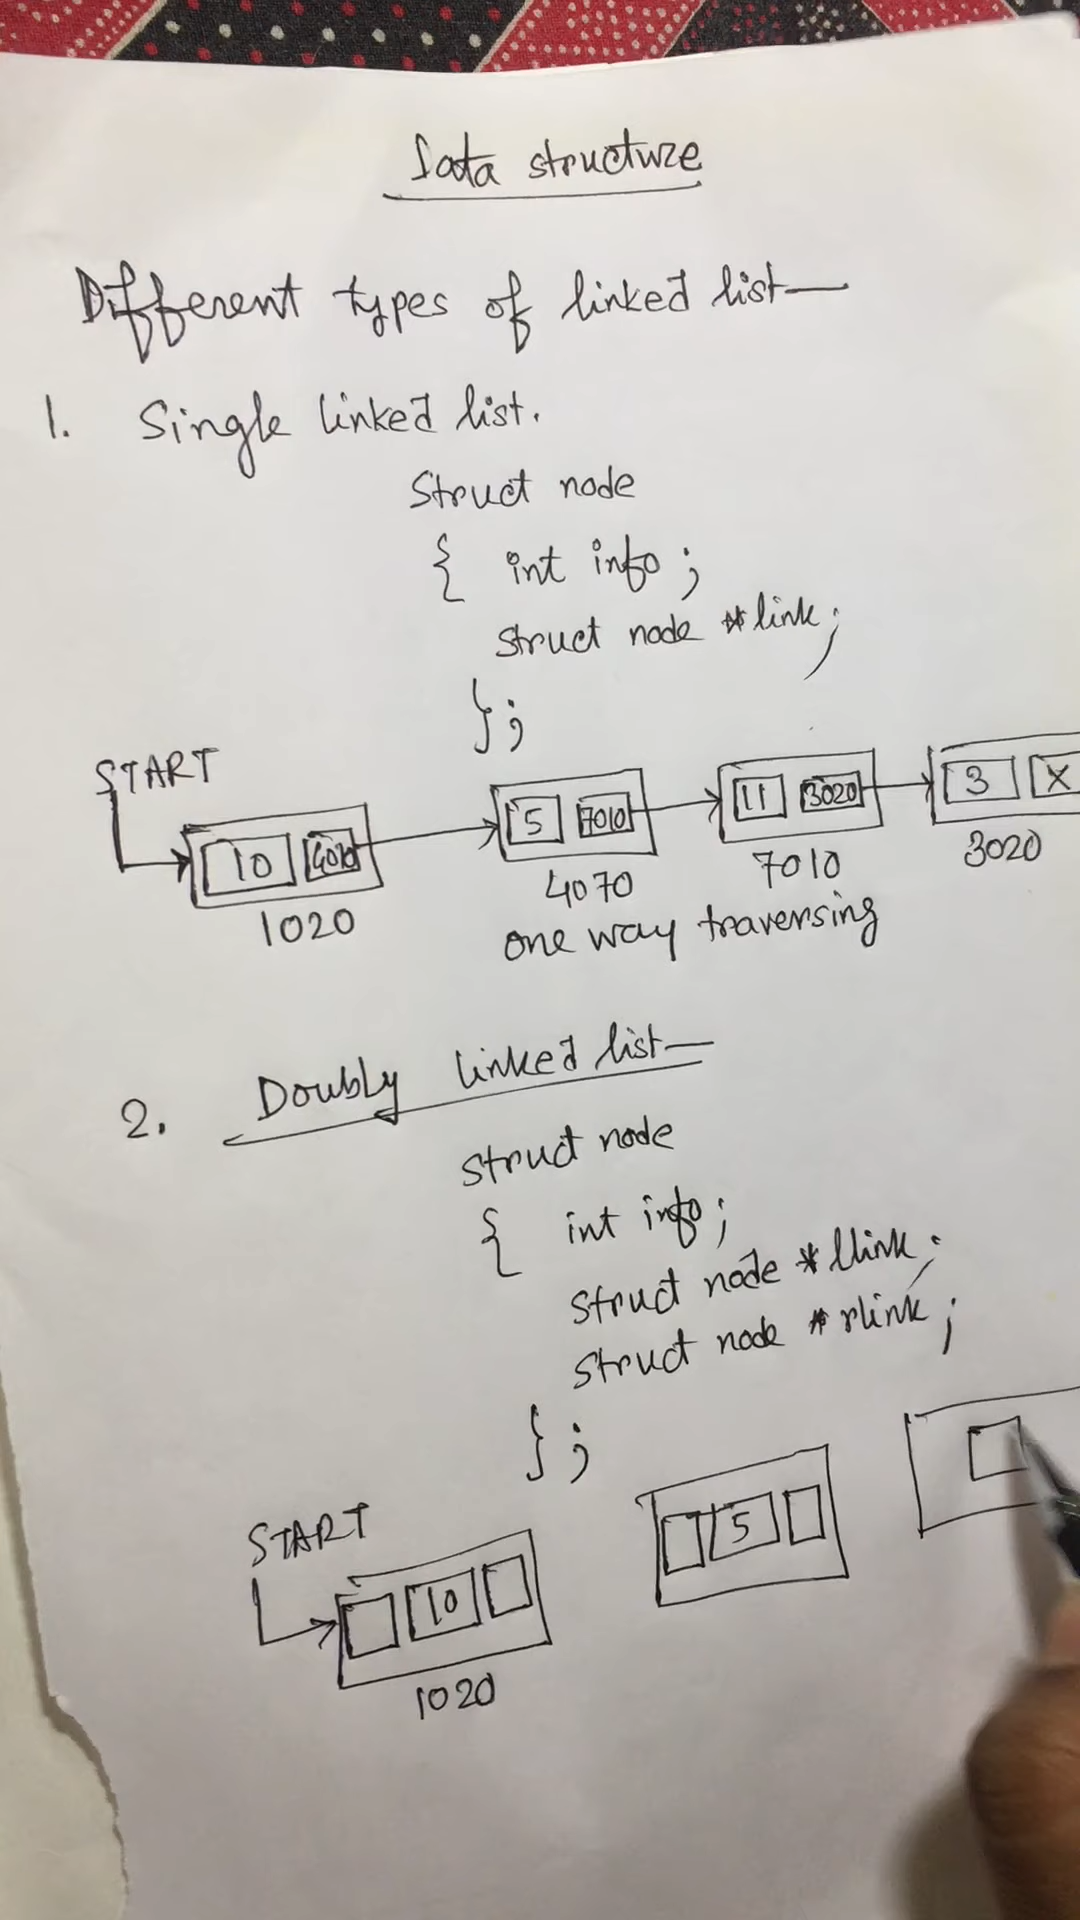 Data structure
Different types of linked list—
1. Single linked list.
Struct node
{ int info;
struct node *link;
};
START
10 4070 5 7010 11 3020 3 X
1020 4070 7010 3020
one way traversing
2. Doubly linked list—
struct node
{ int info;
struct node *llink;
struct node *rlink;
};
START
10 5
1020